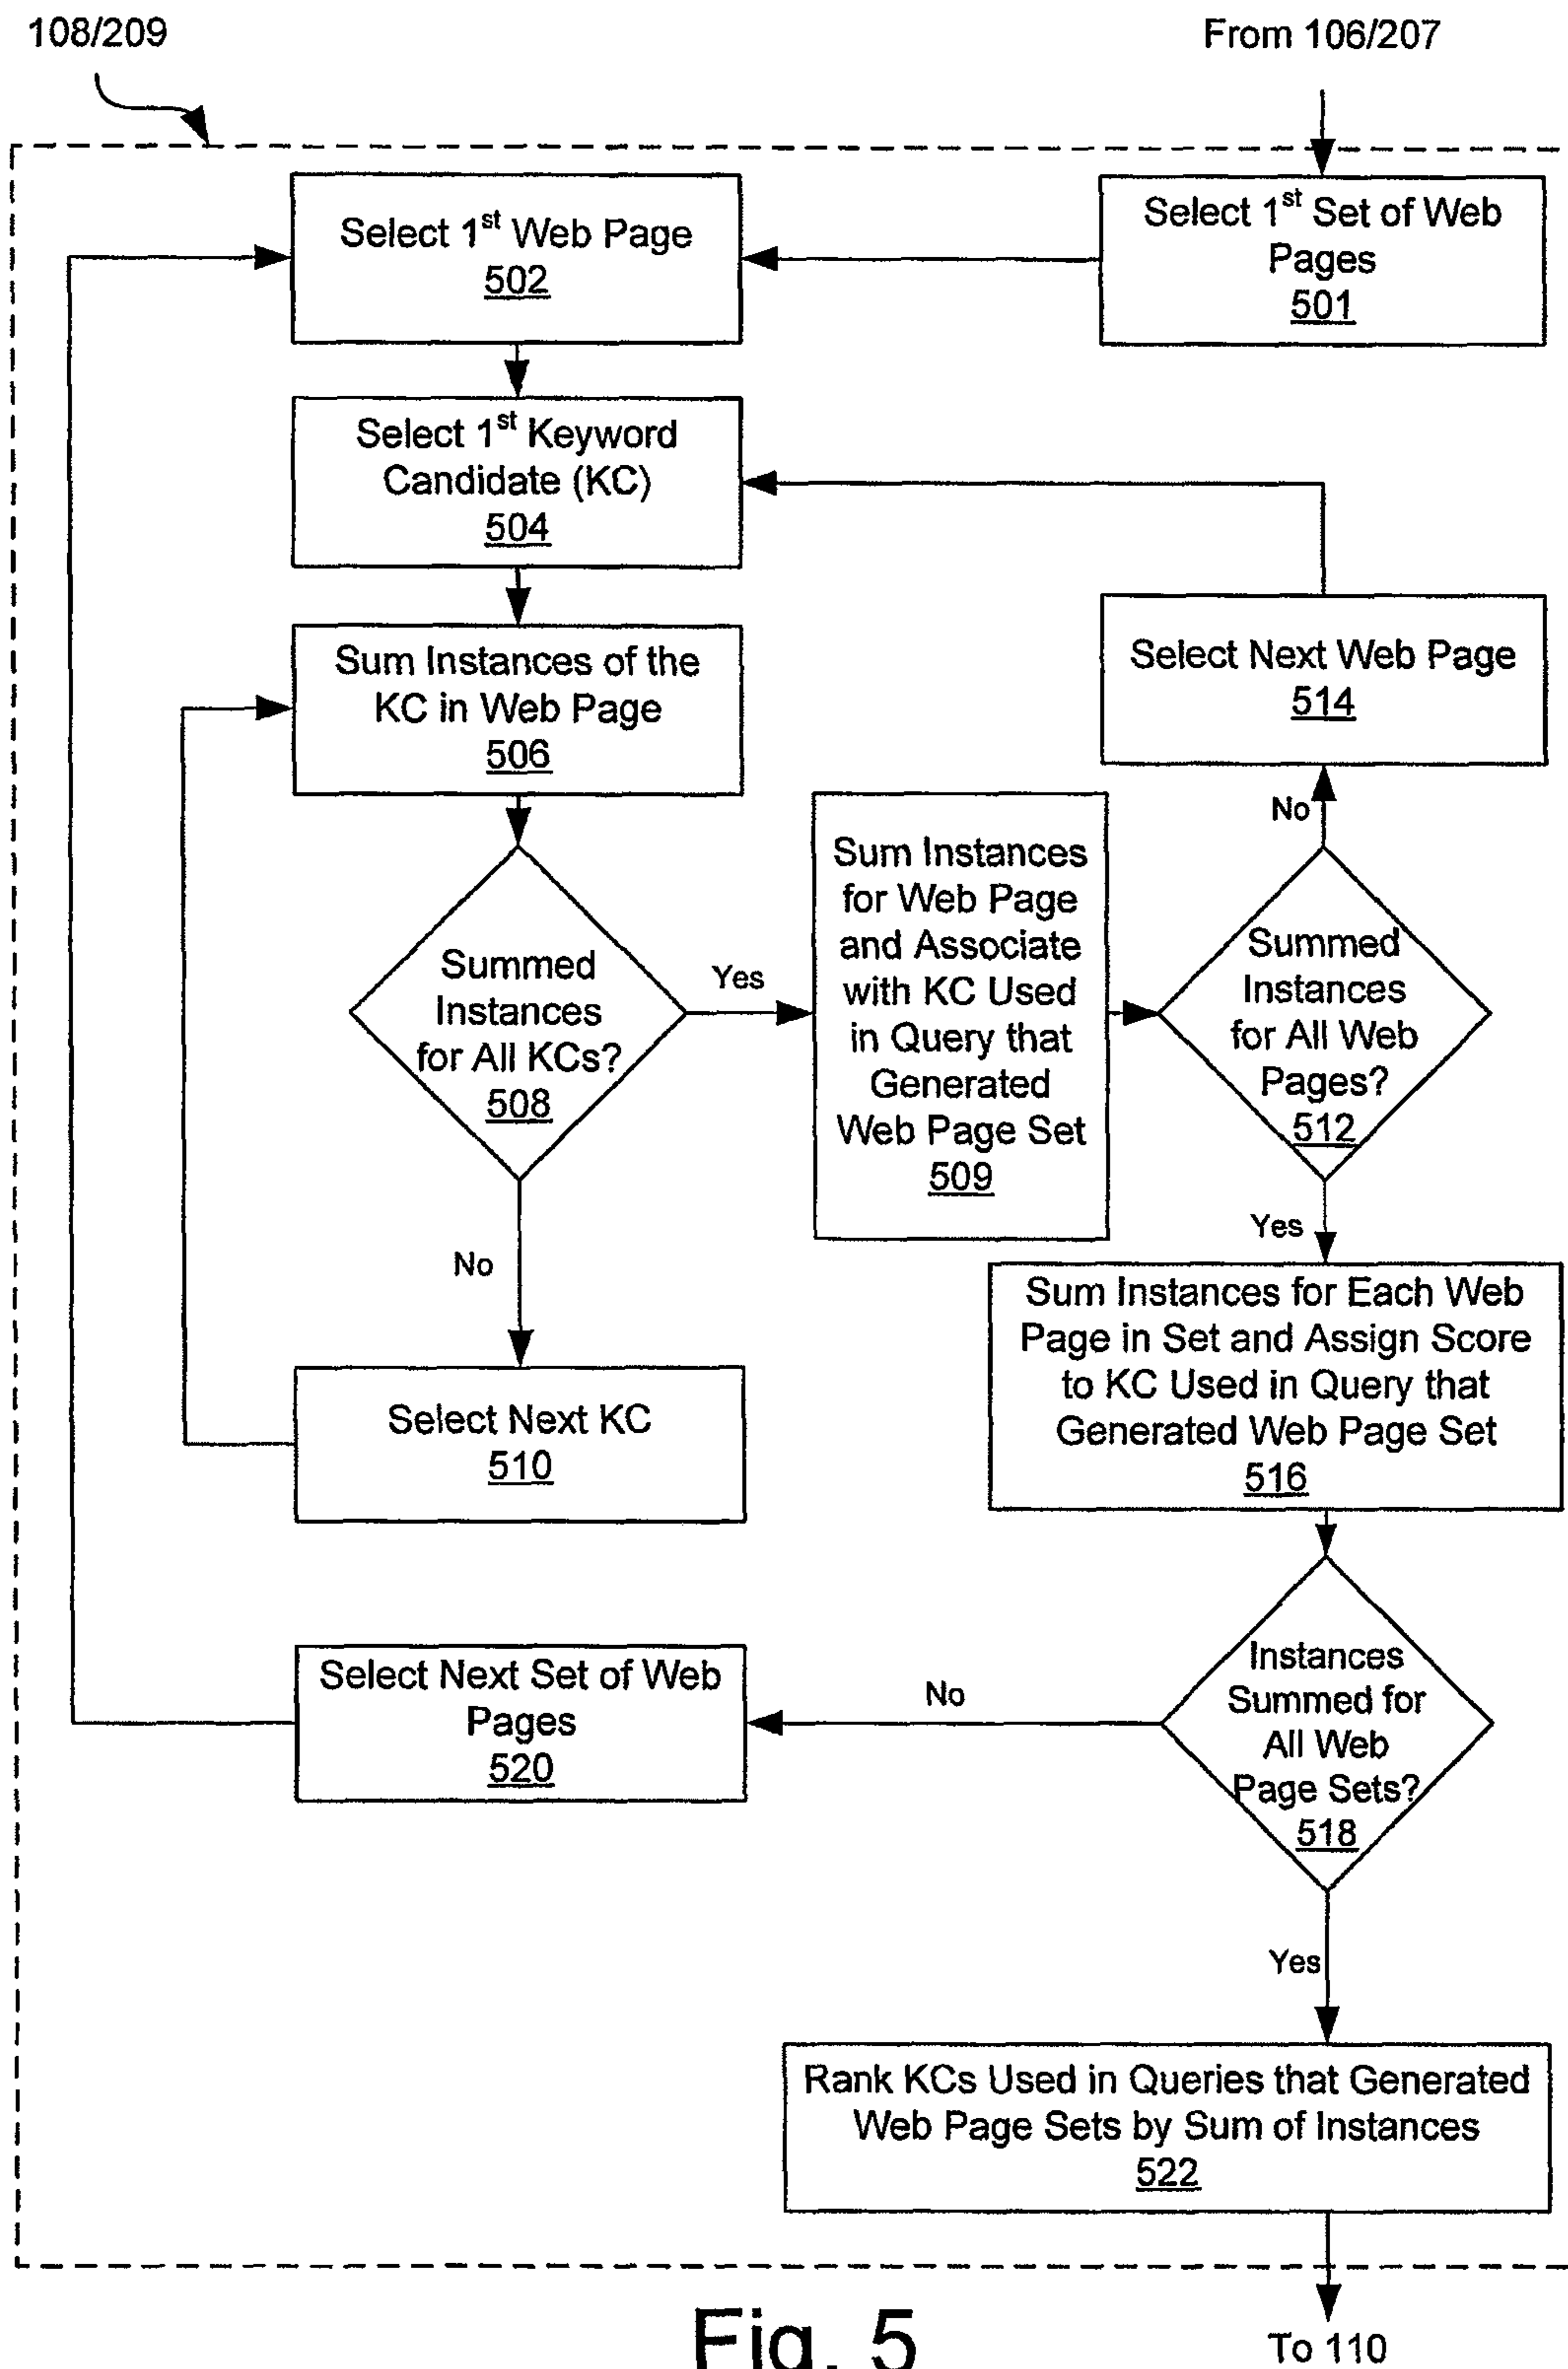 108/209
From 106/207
Select 1st Set of Web
Pages
501
Select 1st Web Page
502
Select 1st Keyword
Candidate (KC)
504
Sum Instances of the
KC in Web Page
506
Select Next Web Page
514
Summed
Instances
for All KCs?
508
Yes
No
Sum Instances
for Web Page
and Associate
with KC Used
in Query that
Generated
Web Page Set
509
No
Summed
Instances
for All Web
Pages?
512
Yes
Select Next KC
510
Sum Instances for Each Web
Page in Set and Assign Score
to KC Used in Query that
Generated Web Page Set
516
Instances
Summed for
All Web
Page Sets?
518
No
Select Next Set of Web
Pages
520
Yes
Rank KCs Used in Queries that Generated
Web Page Sets by Sum of Instances
522
Fig. 5
To 110